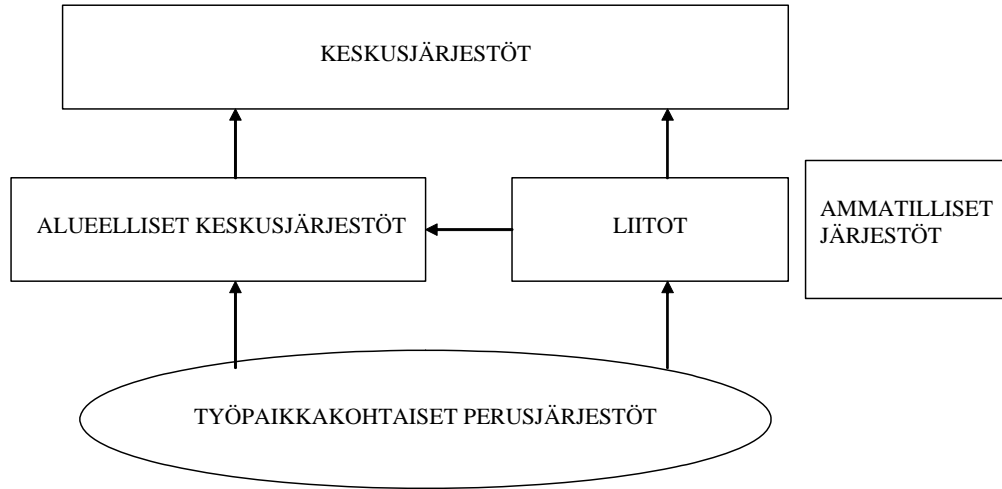 KESKUSJÄRJESTÖT
ALUEELLISET KESKUSJÄRJESTÖT
LIITOT
AMMATILLISET
JÄRJESTÖT
TYÖPAIKKAKOHTAISET PERUSJÄRJESTÖT